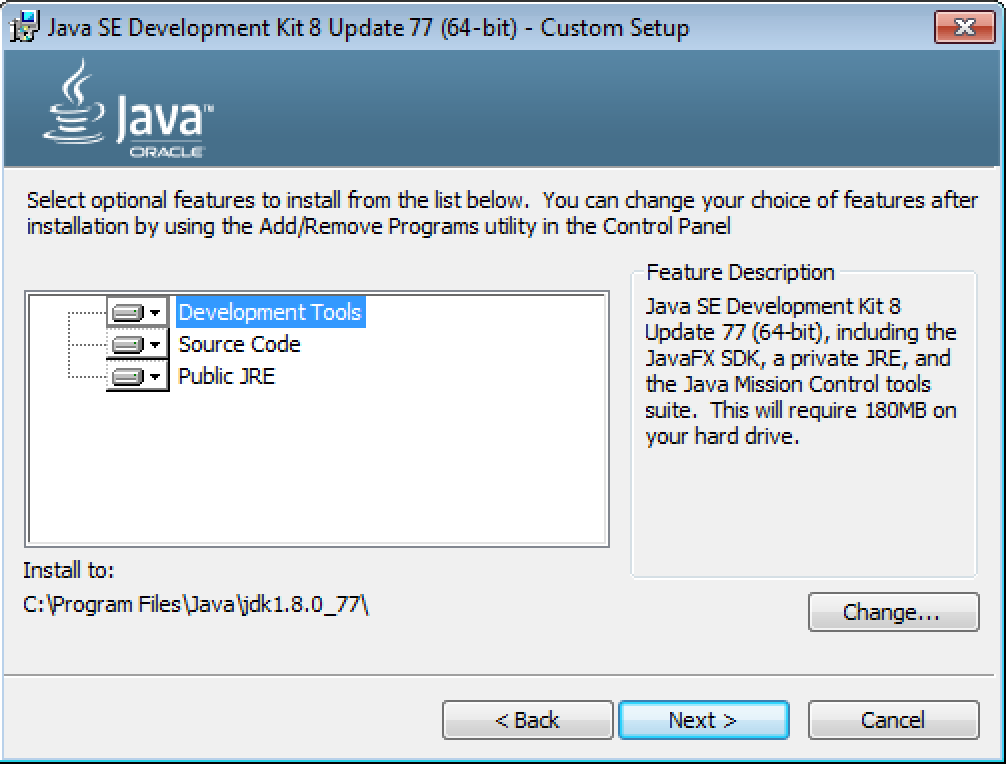 Java SE Development Kit 8 Update 77 (64-bit) - Custom Setup
Java™
ORACLE
Select optional features to install from the list below.  You can change your choice of features after
installation by using the Add/Remove Programs utility in the Control Panel
Development Tools
Source Code
Public JRE
Feature Description
Java SE Development Kit 8
Update 77 (64-bit), including the
JavaFX SDK, a private JRE, and
the Java Mission Control tools
suite.  This will require 180MB on
your hard drive.
Install to:
C:\Program Files\Java\jdk1.8.0_77\
Change...
< Back
Next >
Cancel